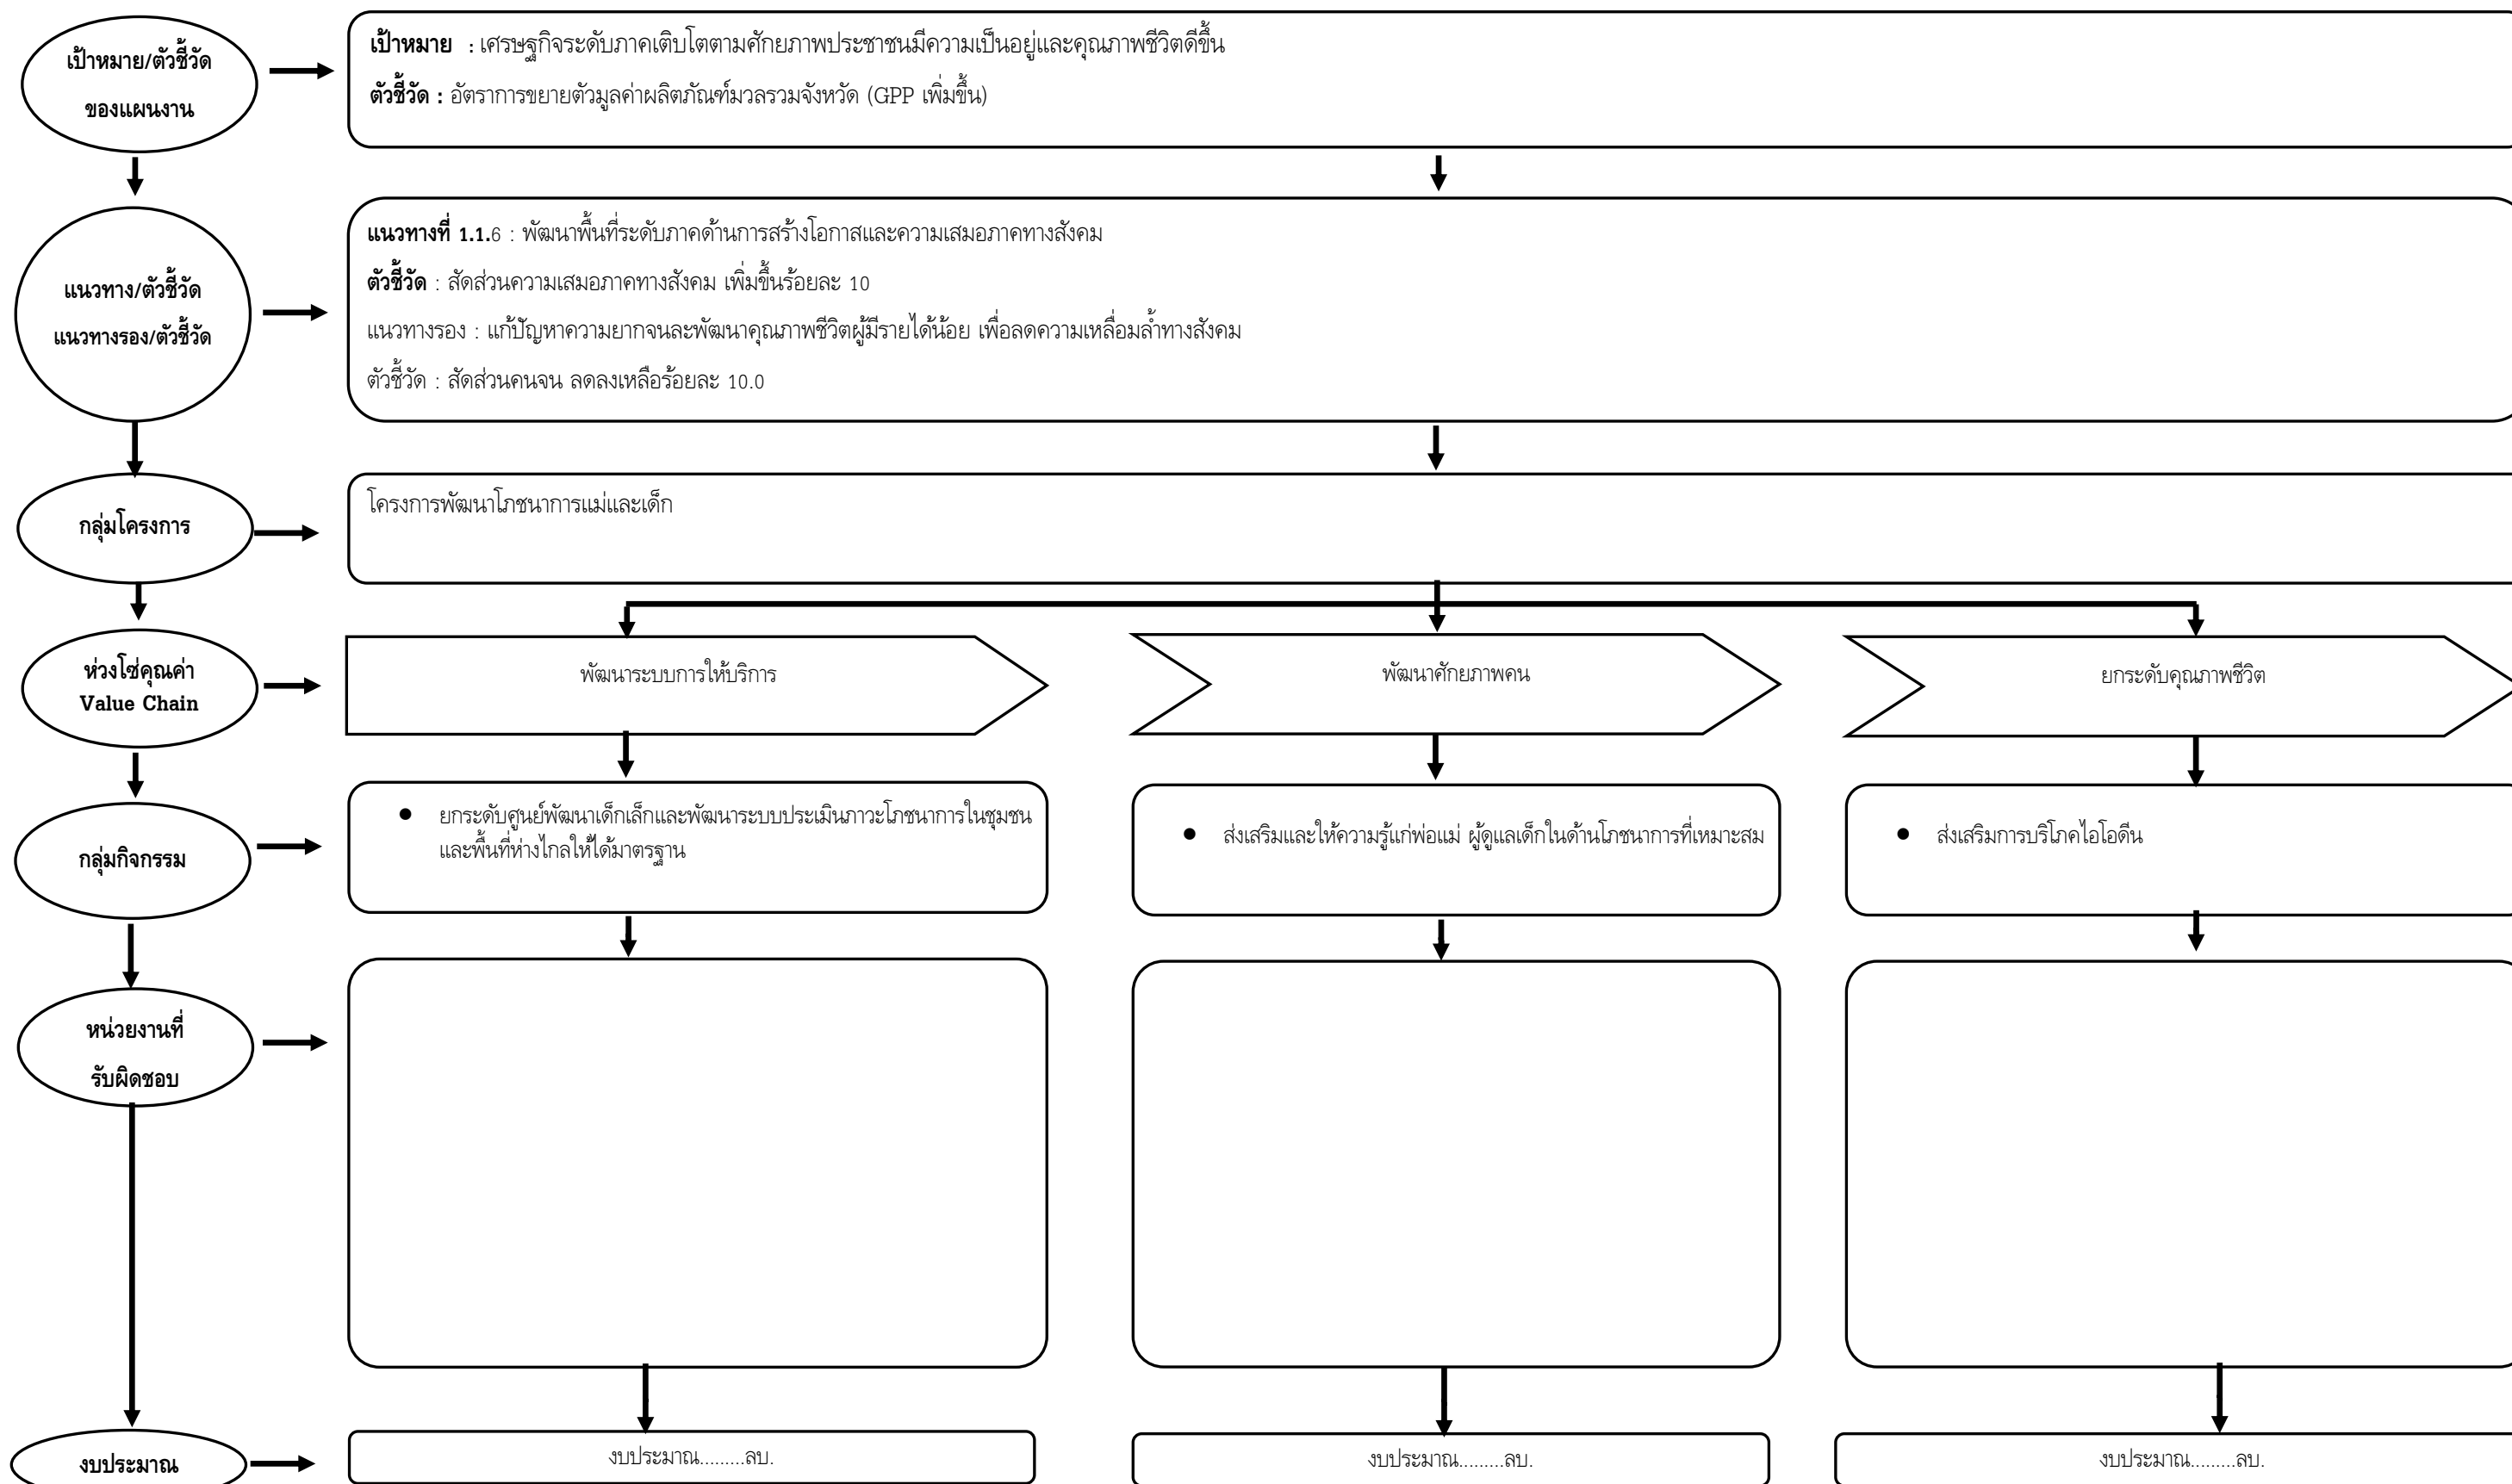 เป้าหมาย/ตัวชี้วัด
ของแผนงาน
เป้าหมาย : เศรษฐกิจระดับภาคเติบโตตามศักยภาพประชาชนมีความเป็นอยู่และคุณภาพชีวิตดีขึ้น
ตัวชี้วัด : อัตราการขยายตัวมูลค่าผลิตภัณฑ์มวลรวมจังหวัด (GPP เพิ่มขึ้น)
แนวทาง/ตัวชี้วัด
แนวทางรอง/ตัวชี้วัด
แนวทางที่ 1.1.6 : พัฒนาพื้นที่ระดับภาคด้านการสร้างโอกาสและความเสมอภาคทางสังคม
ตัวชี้วัด : สัดส่วนความเสมอภาคทางสังคม เพิ่มขึ้นร้อยละ 10
แนวทางรอง : แก้ปัญหาความยากจนละพัฒนาคุณภาพชีวิตผู้มีรายได้น้อย เพื่อลดความเหลื่อมล้ำทางสังคม
ตัวชี้วัด : สัดส่วนคนจน ลดลงเหลือร้อยละ 10.0
กลุ่มโครงการ
โครงการพัฒนาโภชนาการแม่และเด็ก
ห่วงโซ่คุณค่า
Value Chain
พัฒนาระบบการให้บริการ
พัฒนาศักยภาพคน
ยกระดับคุณภาพชีวิต
กลุ่มกิจกรรม
● ยกระดับศูนย์พัฒนาเด็กเล็กและพัฒนาระบบประเมินภาวะโภชนาการในชุมชน
และพื้นที่ห่างไกลให้ได้มาตรฐาน
● ส่งเสริมและให้ความรู้แก่พ่อแม่ ผู้ดูแลเด็กในด้านโภชนาการที่เหมาะสม
● ส่งเสริมการบริโภคไอโอดีน
หน่วยงานที่
รับผิดชอบ
งบประมาณ
งบประมาณ.........ลบ.
งบประมาณ.........ลบ.
งบประมาณ.........ลบ.